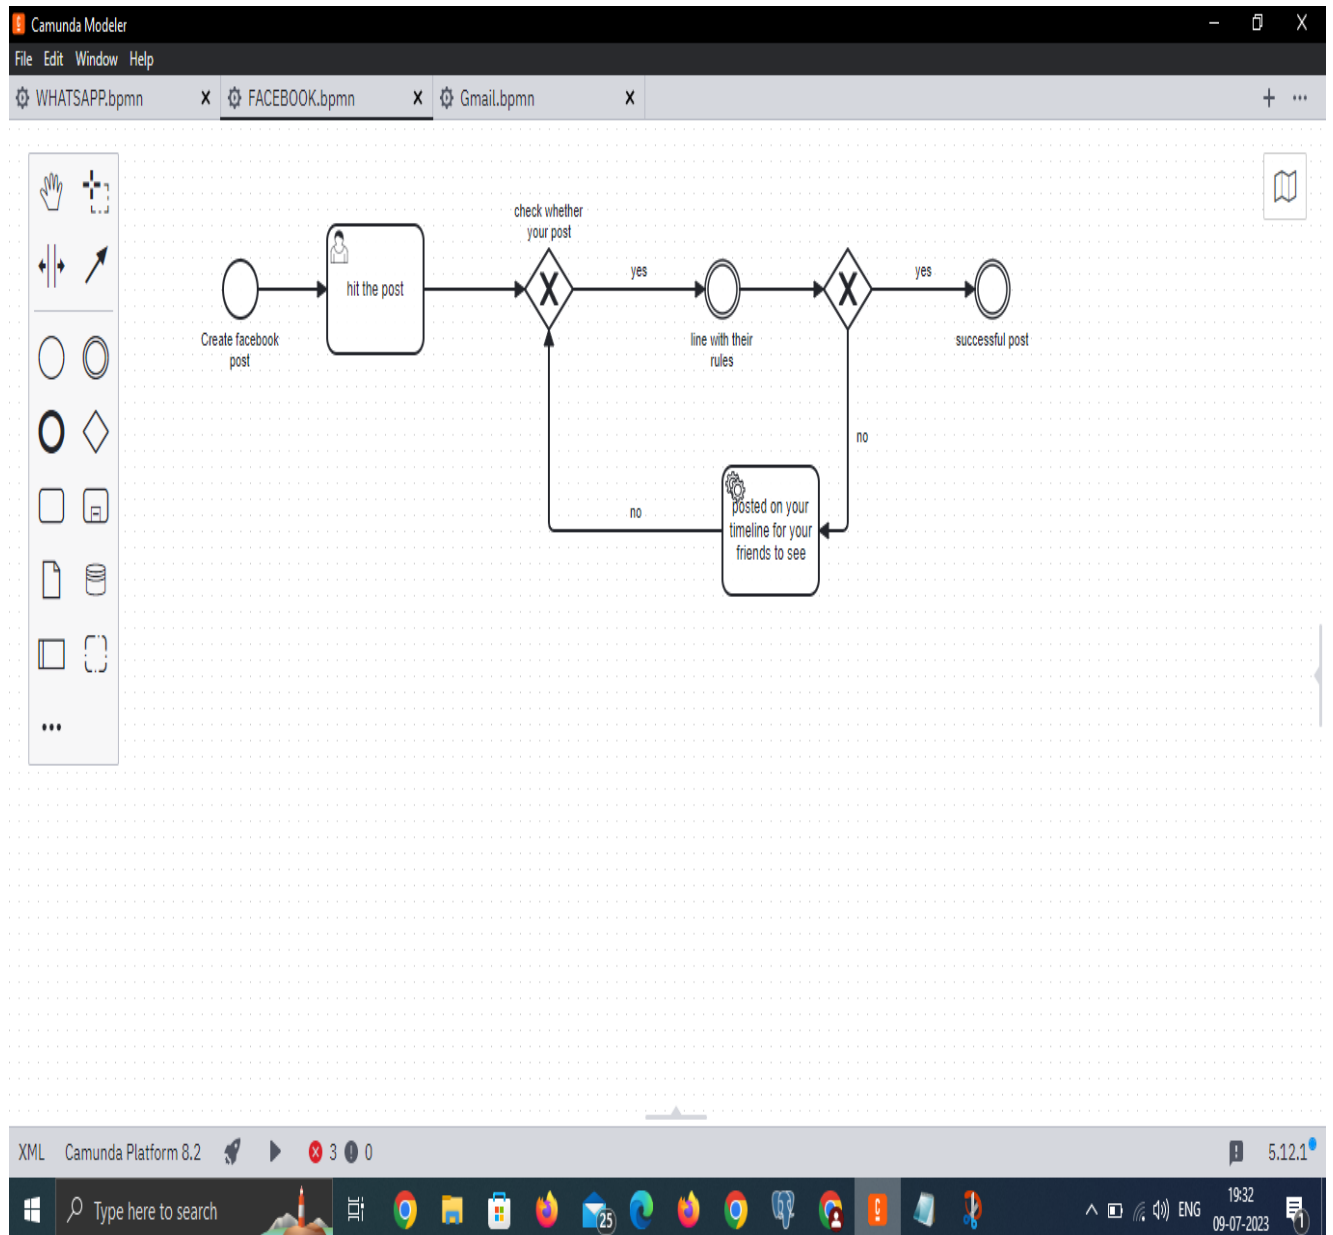 Camunda Modeler
File Edit Window Help
WHATSAPP.bpmn
FACEBOOK.bpmn
Gmail.bpmn
check whether
your post
yes
yes
hit the post
Create facebook
post
line with their
rules
successful post
no
no
posted on your
timeline for your
friends to see
XML Camunda Platform 8.2 3 0 5.12.1
Type here to search
25
ENG
19:32
09-07-2023
1